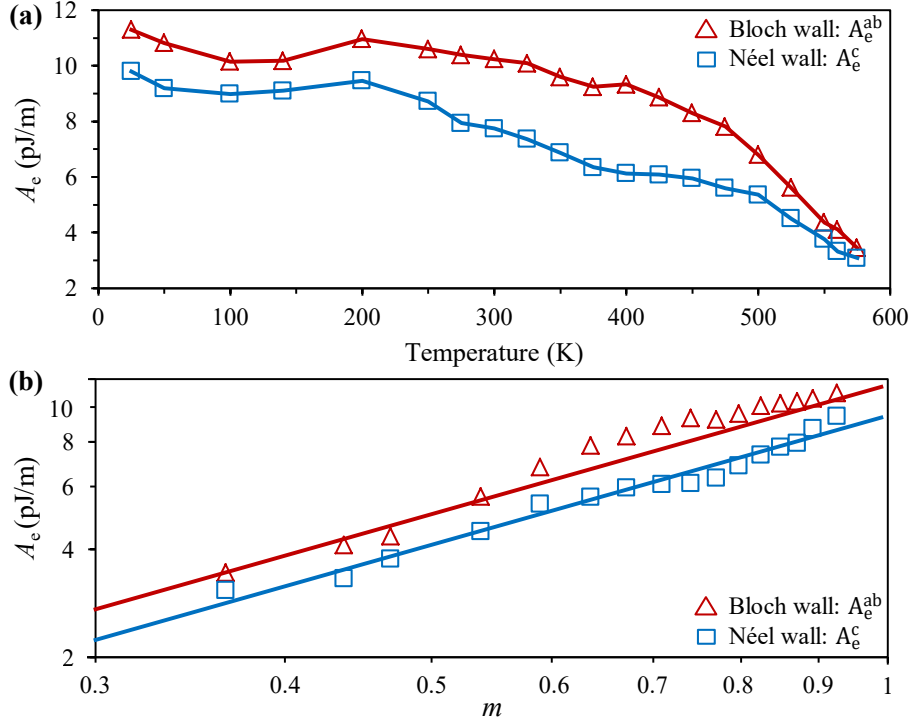 (a)
12
10
8
6
4
2
A_e (pJ/m)
Bloch wall: A_e^ab
Néel wall: A_e^c
0 100 200 300 400 500 600
Temperature (K)
(b)
10
8
6
4
2
A_e (pJ/m)
Bloch wall: A_e^ab
Néel wall: A_e^c
0.3 0.4 0.5 0.6 0.7 0.8 0.9 1
m